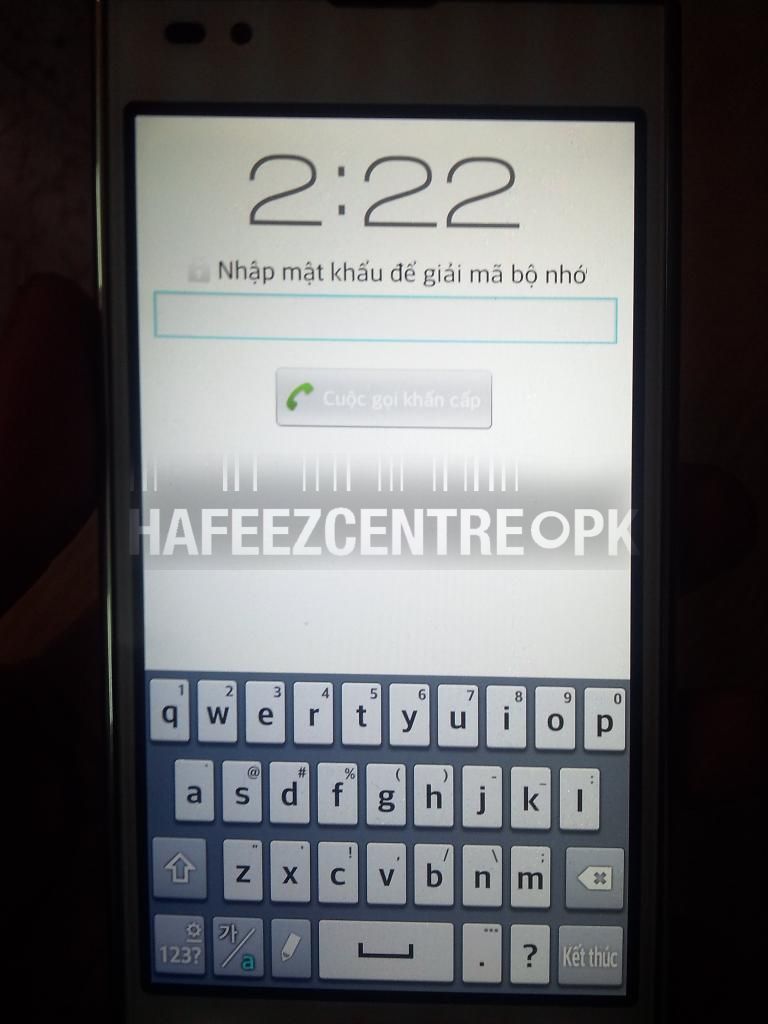 2:22
Nhập mật khẩu để giải mã bộ nhớ
Cuộc gọi khẩn cấp
HAFEEZCENTRE PK
1 2 3 4 5 6 7 8 9 0
q w e r t y u i o p
@ # % ( ) - _ :
a s d f g h j k l
" ' ! , / \ ;
z x c v b n m
123? 가/a . ? Kết thúc